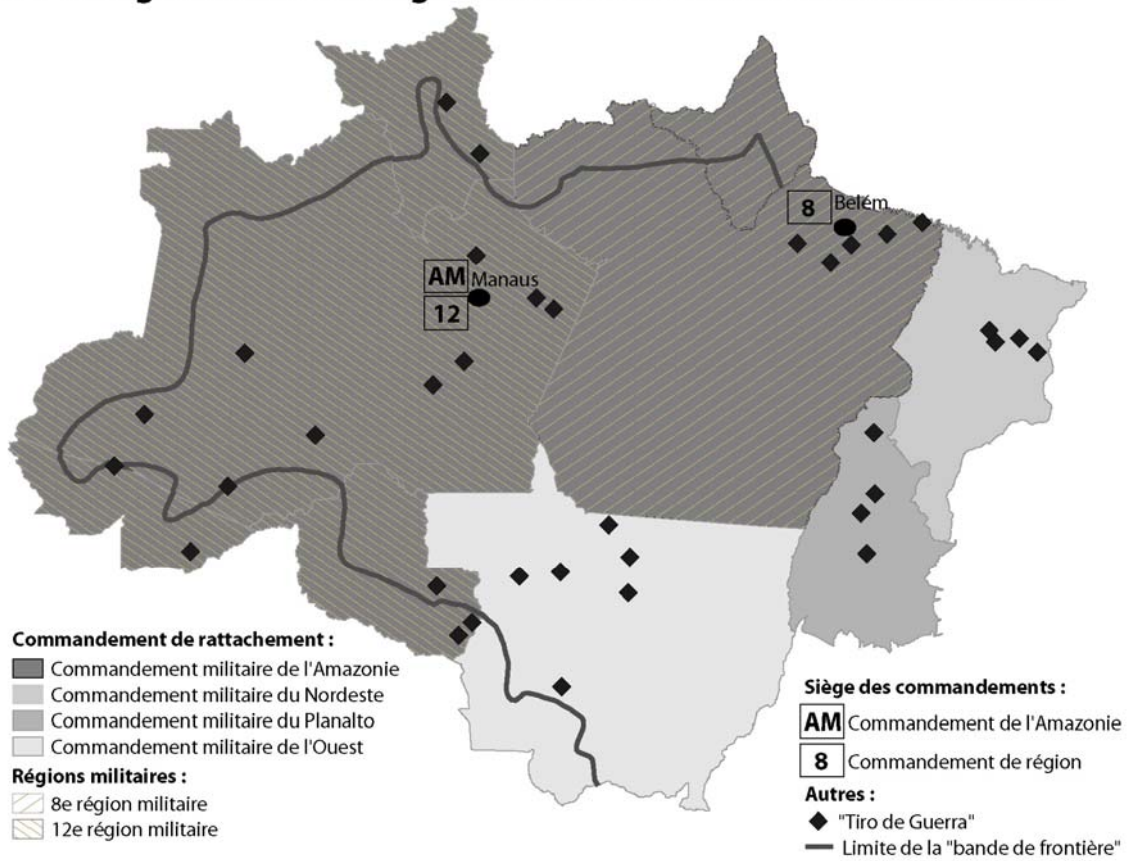 8
Belém
AM
Manaus
12
Commandement de rattachement :
Commandement militaire de l'Amazonie
Commandement militaire du Nordeste
Commandement militaire du Planalto
Commandement militaire de l'Ouest
Régions militaires :
8e région militaire
12e région militaire
Siège des commandements :
AM Commandement de l'Amazonie
8 Commandement de région
Autres :
"Tiro de Guerra"
Limite de la "bande de frontière"